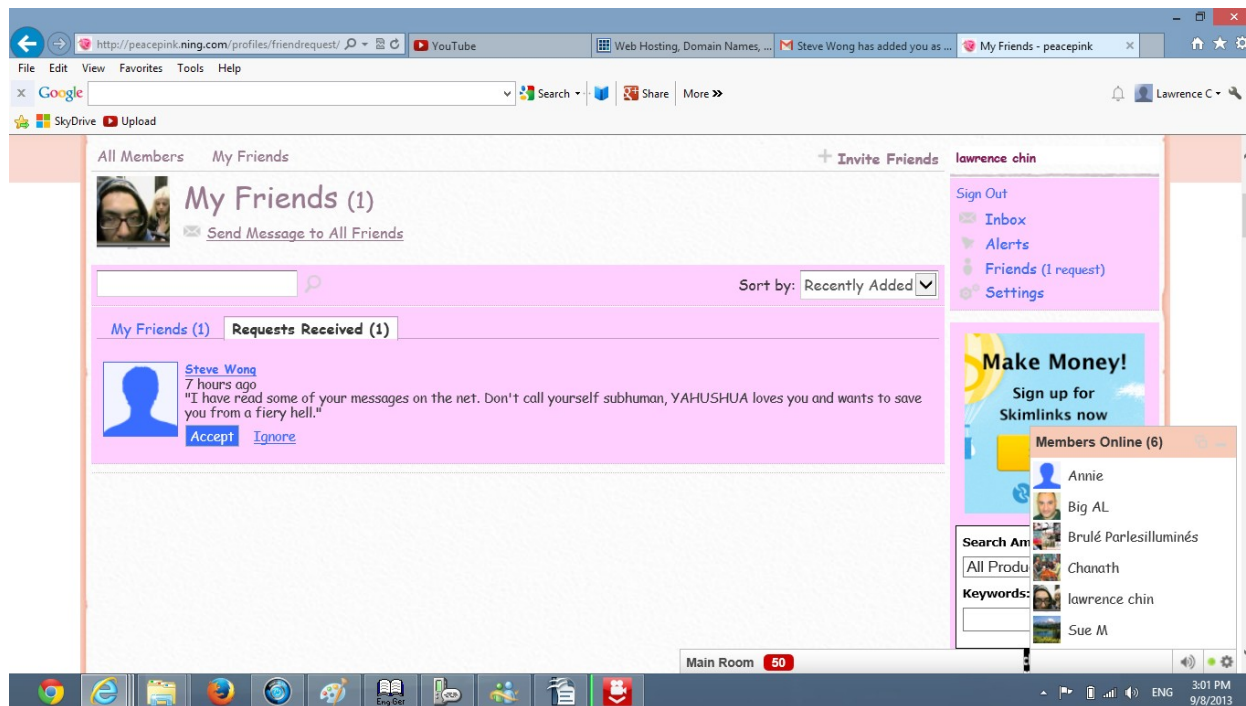 http://peacepink.ning.com/profiles/friendrequest/
YouTube
Web Hosting, Domain Names, ...
Steve Wong has added you as ...
My Friends - peacepink
File Edit View Favorites Tools Help
Google
Search
Share
More
Lawrence C
SkyDrive
Upload
All Members
My Friends
Invite Friends
My Friends (1)
Send Message to All Friends
Sort by: Recently Added
My Friends (1)
Requests Received (1)
Steve Wong
7 hours ago
"I have read some of your messages on the net. Don't call yourself subhuman, YAHUSHUA loves you and wants to save
you from a fiery hell."
Accept
Ignore
lawrence chin
Sign Out
Inbox
Alerts
Friends (1 request)
Settings
Make Money!
Sign up for
Skimlinks now
Search Am
All Produ
Keywords:
Members Online (6)
Annie
Big AL
Brulé Parlesilluminés
Chanath
lawrence chin
Sue M
Main Room 50
Eng Ger
ENG
3:01 PM
9/8/2013